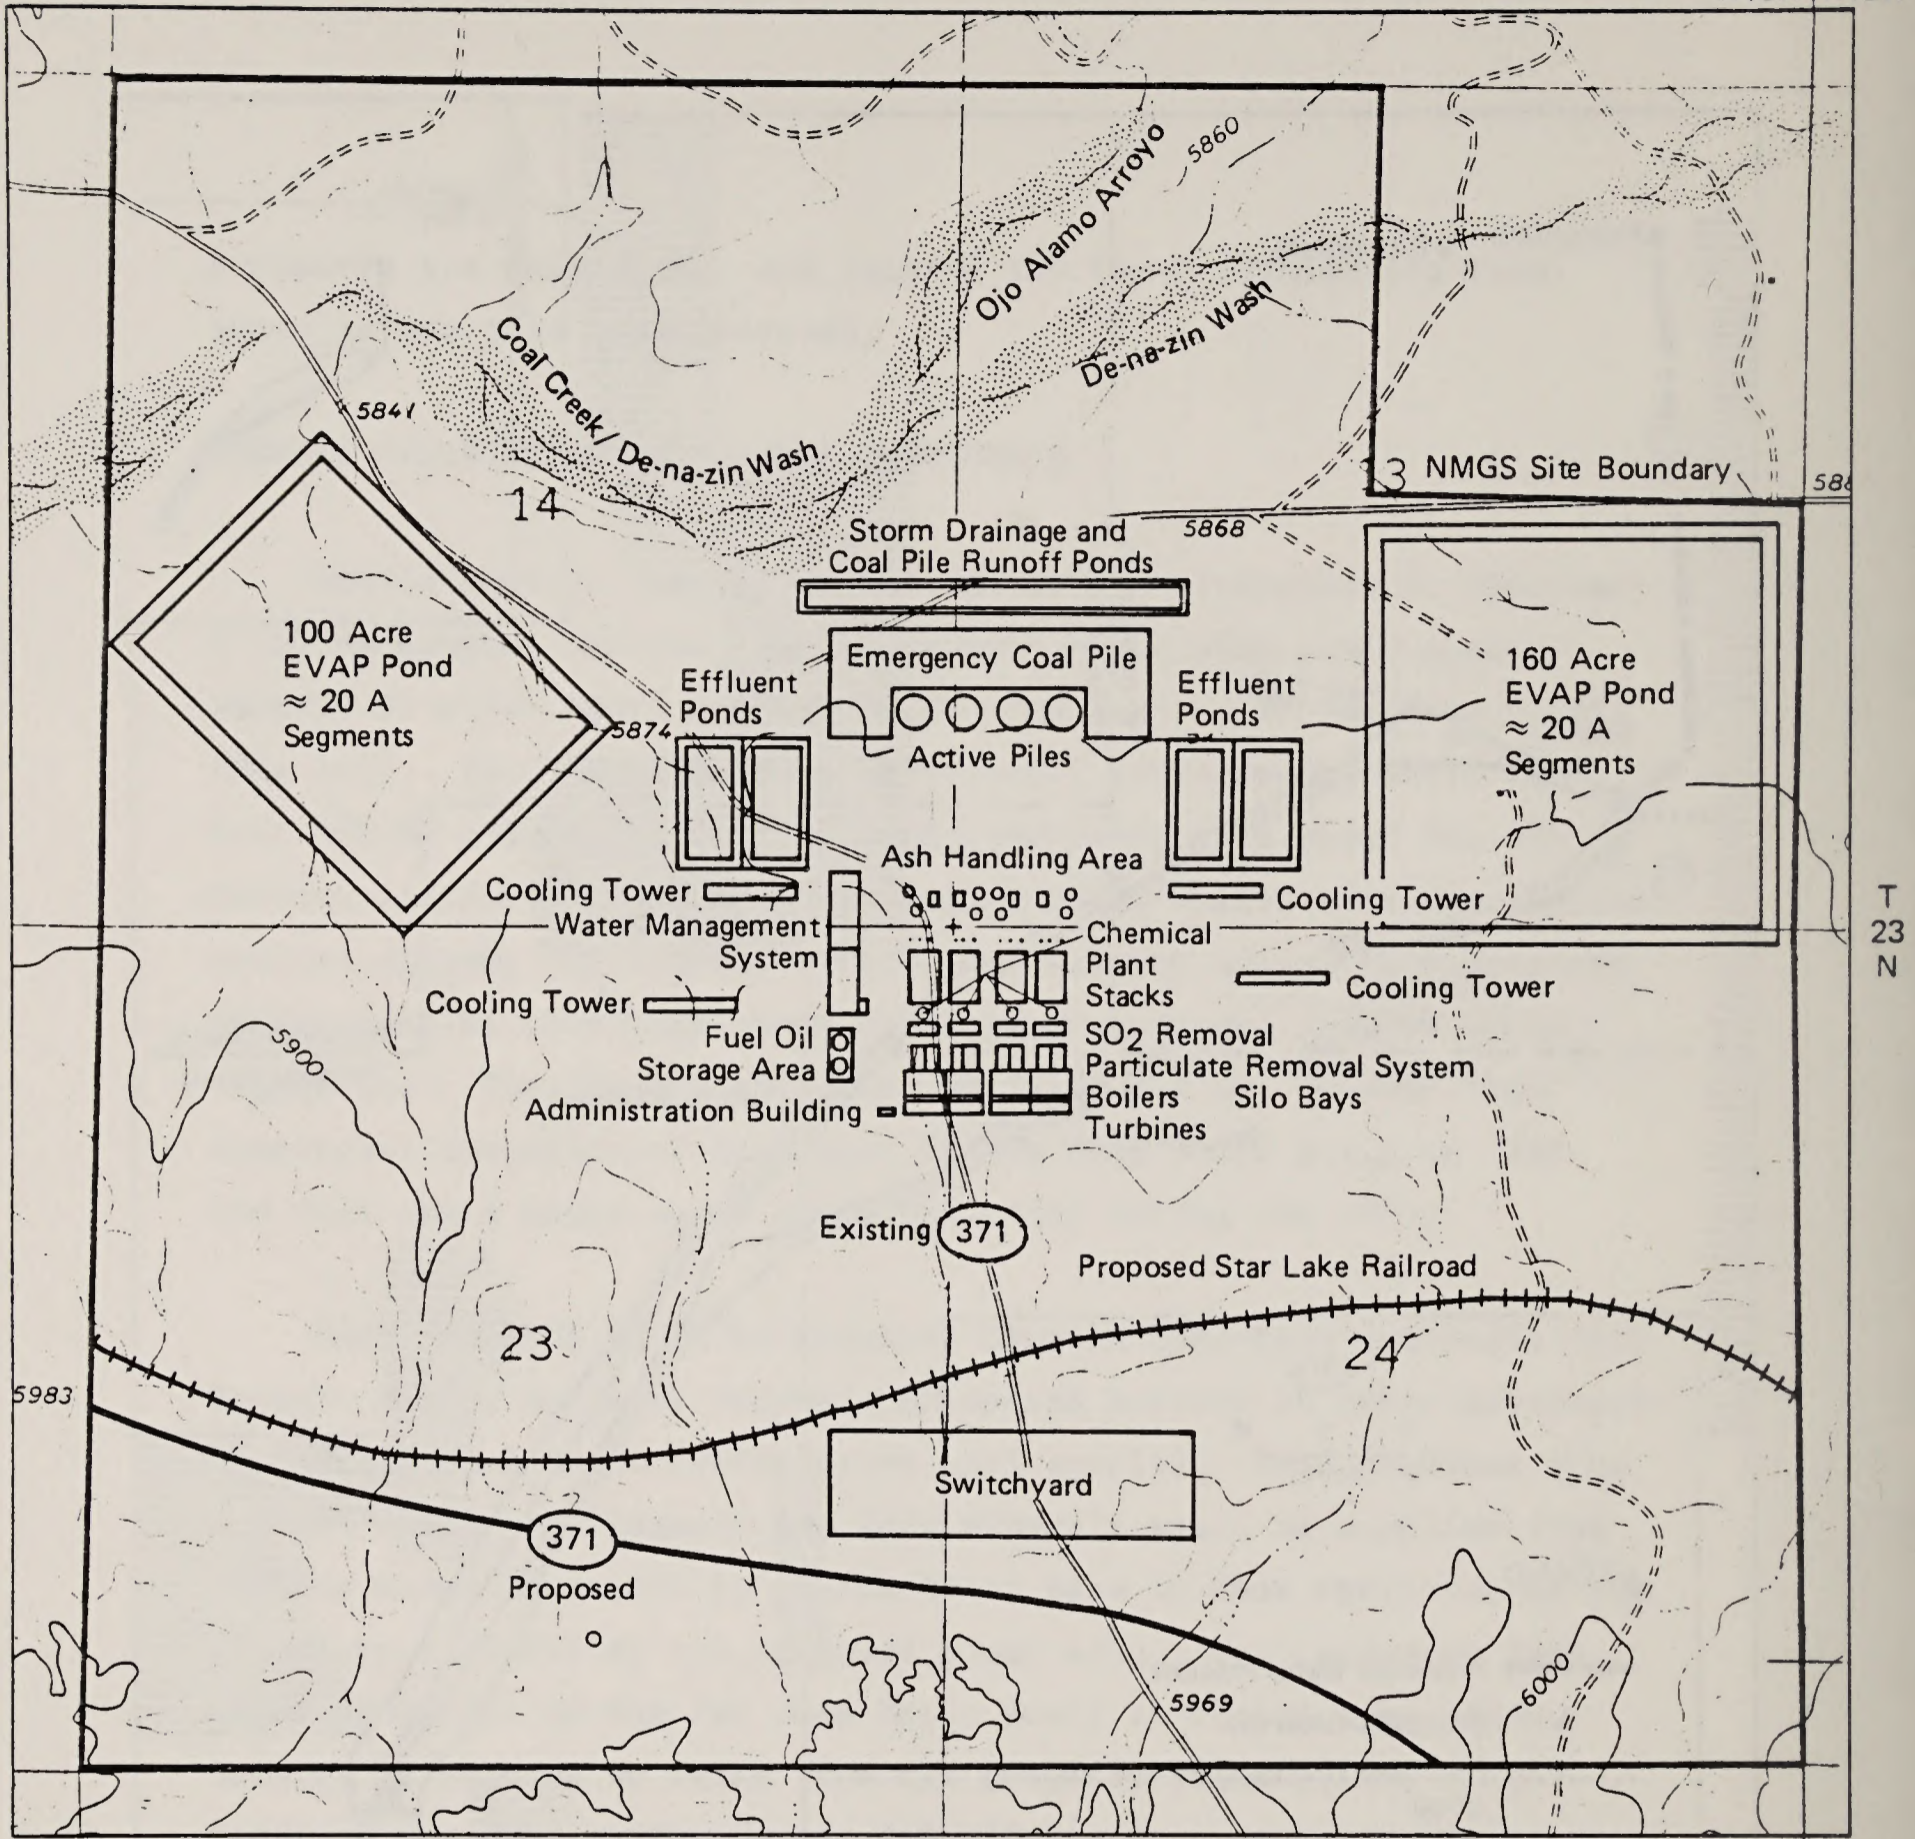 Ojo Alamo Arroyo
5860
De-na-zin Wash
Coal Creek/ De-na-zin Wash
5841
14
13 NMGS Site Boundary
5868
Storm Drainage and
Coal Pile Runoff Ponds
100 Acre
EVAP Pond
≈ 20 A
Segments
5874
Effluent
Ponds
Emergency Coal Pile
Active Piles
Effluent
Ponds
160 Acre
EVAP Pond
≈ 20 A
Segments
Ash Handling Area
Cooling Tower
Cooling Tower
Water Management
System
Chemical
Plant
Stacks
T
23
N
Cooling Tower
Cooling Tower
Fuel Oil
Storage Area
SO2 Removal
Particulate Removal System
Boilers Silo Bays
Turbines
Administration Building
5900
Existing 371
Proposed Star Lake Railroad
23
24
5983
Switchyard
371
Proposed
5969
6000